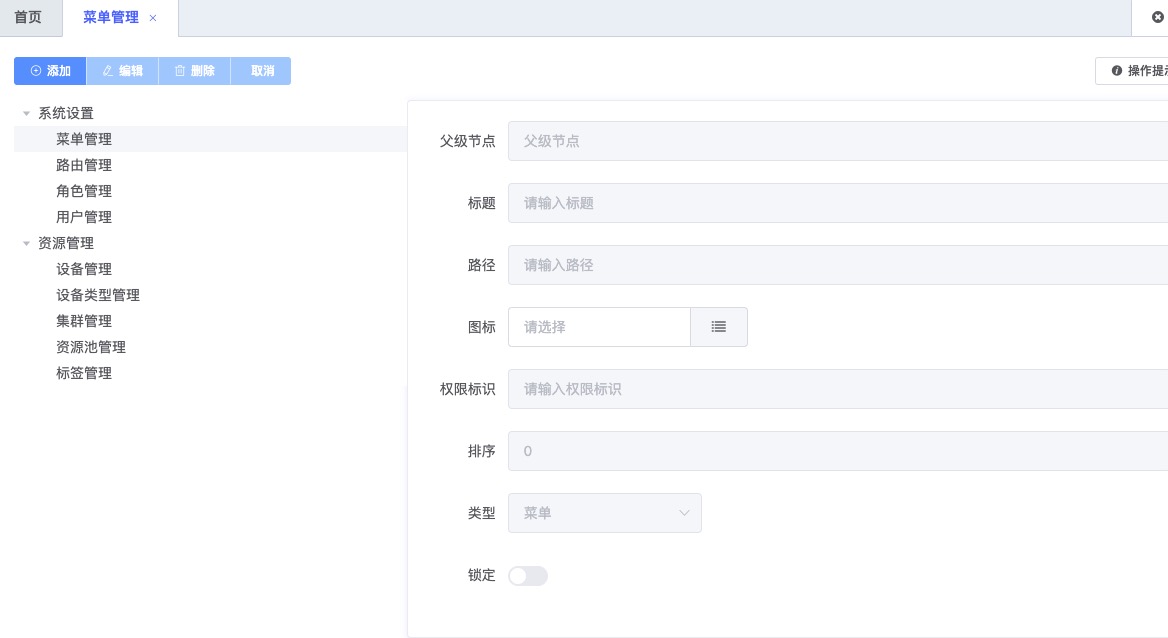 首页
菜单管理
添加
编辑
删除
取消
操作提示
系统设置
菜单管理
路由管理
角色管理
用户管理
资源管理
设备管理
设备类型管理
集群管理
资源池管理
标签管理
父级节点 父级节点
标题 请输入标题
路径 请输入路径
图标 请选择
权限标识 请输入权限标识
排序 0
类型 菜单
锁定